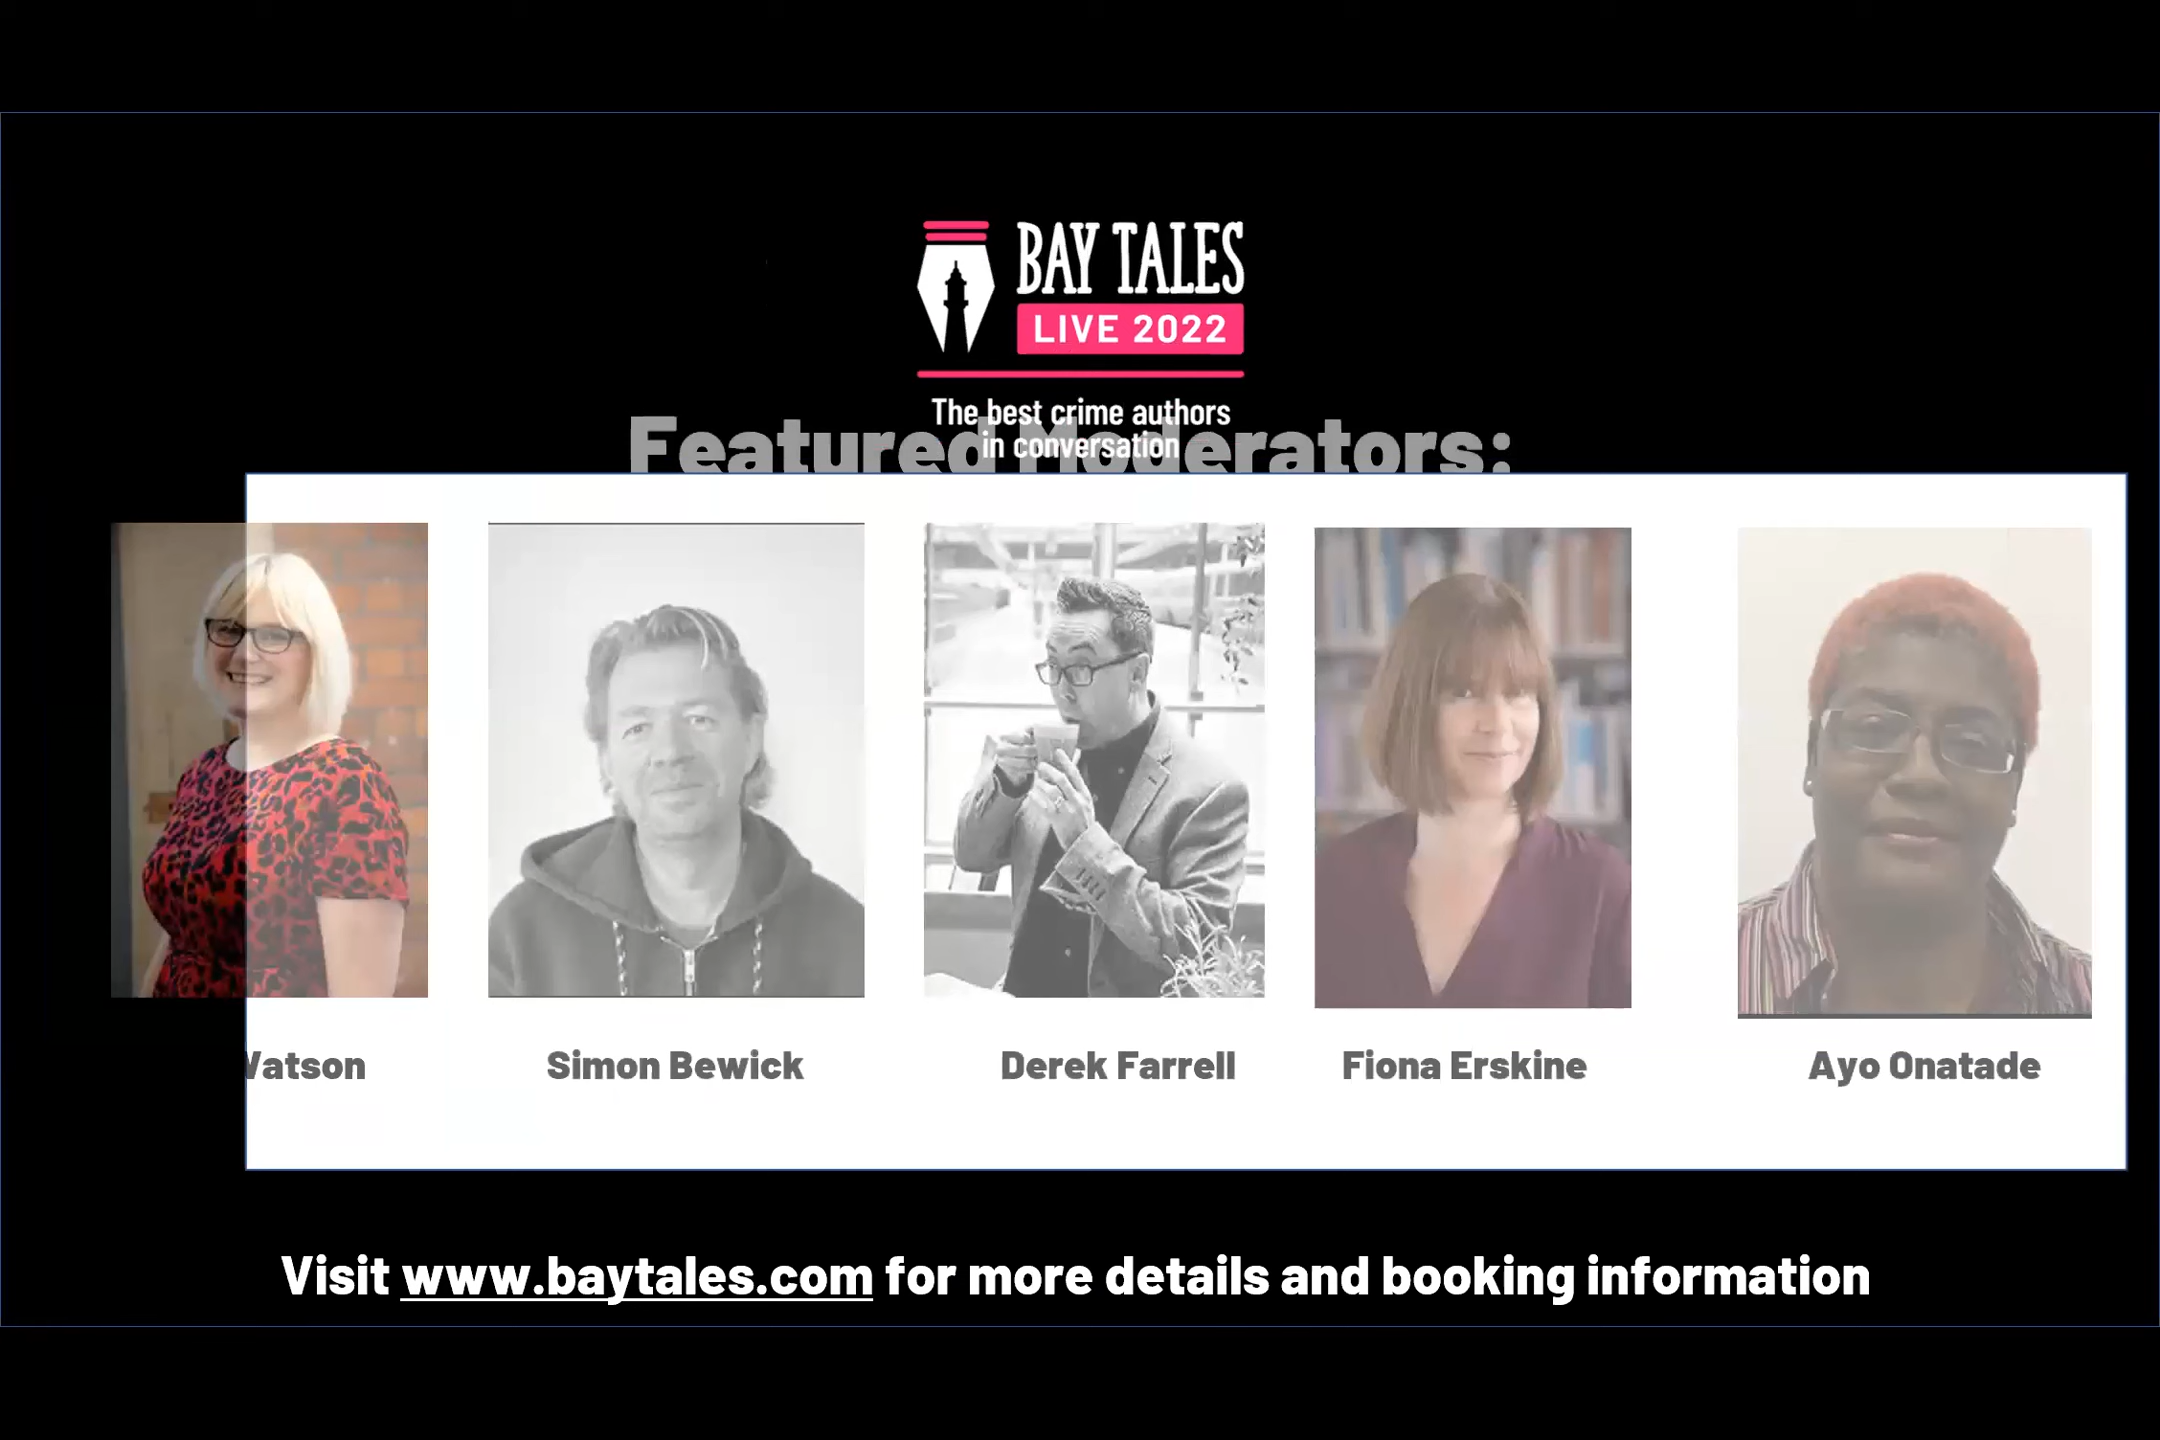 BAY TALES
LIVE 2022
The best crime authors
in conversation
Featured Moderators:
Watson Simon Bewick Derek Farrell Fiona Erskine Ayo Onatade
Visit www.baytales.com for more details and booking information